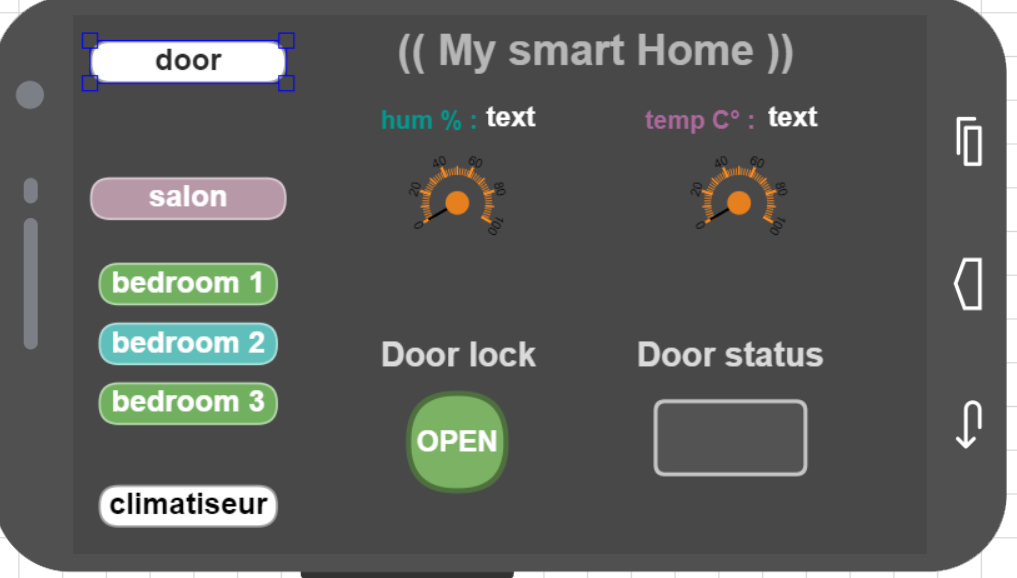 door
(( My smart Home ))
hum % : text
temp C° : text
0 20 40 60 80 100
0 20 40 60 80 100
salon
bedroom 1
bedroom 2
bedroom 3
climatiseur
Door lock
Door status
OPEN